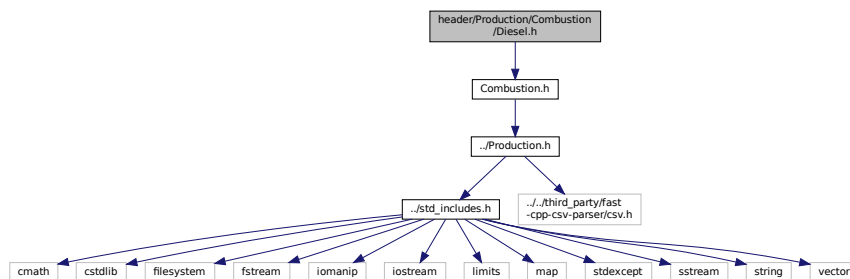 header/Production/Combustion
/Diesel.h
Combustion.h
../Production.h
../std_includes.h
../../third_party/fast
-cpp-csv-parser/csv.h
cmath
cstdlib
filesystem
fstream
iomanip
iostream
limits
map
stdexcept
sstream
string
vector